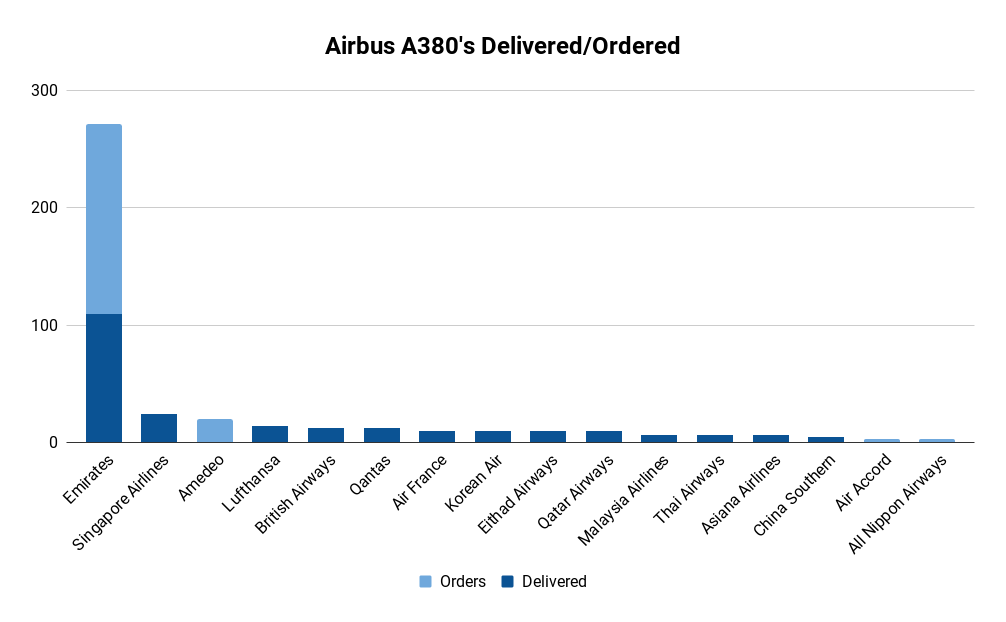 Airbus A380's Delivered/Ordered
300
200
100
0
Emirates
Singapore Airlines
Amedeo
Lufthansa
British Airways
Qantas
Air France
Korean Air
Eithad Airways
Qatar Airways
Malaysia Airlines
Thai Airways
Asiana Airlines
China Southern
Air Accord
All Nippon Airways
Orders
Delivered